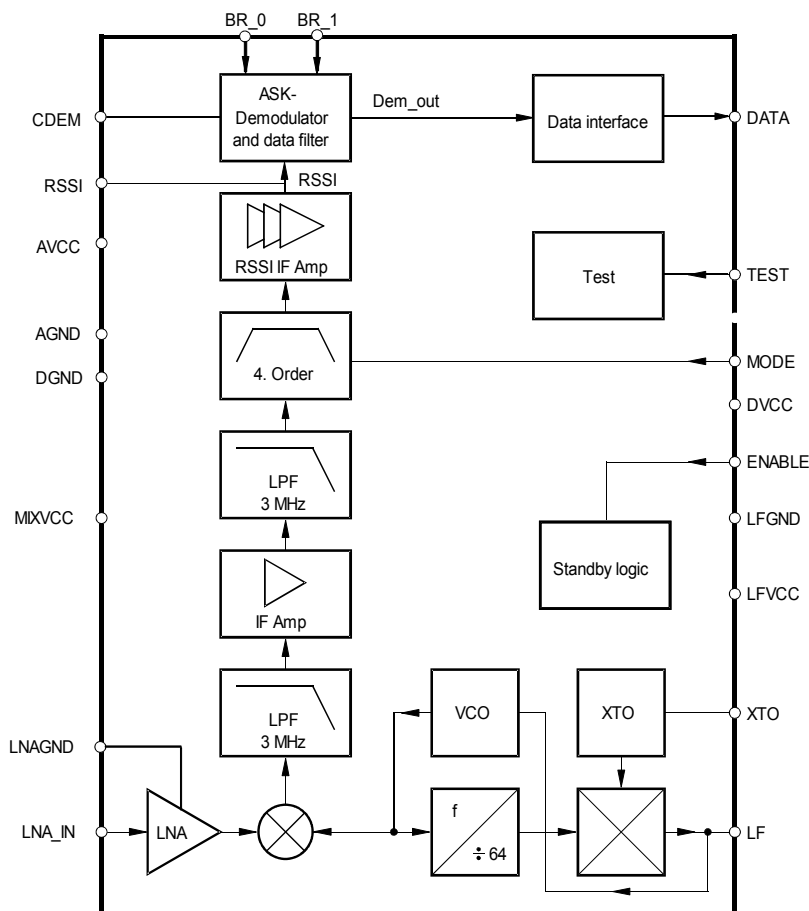 BR_0
BR_1
CDEM
ASK-
Demodulator
and data filter
Dem_out
Data interface
DATA
RSSI
RSSI
AVCC
RSSI IF Amp
Test
TEST
AGND
4. Order
MODE
DGND
DVCC
ENABLE
LPF
3 MHz
MIXVCC
LFGND
Standby logic
LFVCC
IF Amp
LPF
3 MHz
VCO
XTO
XTO
LNAGND
LNA_IN
LNA
f
÷ 64
LF